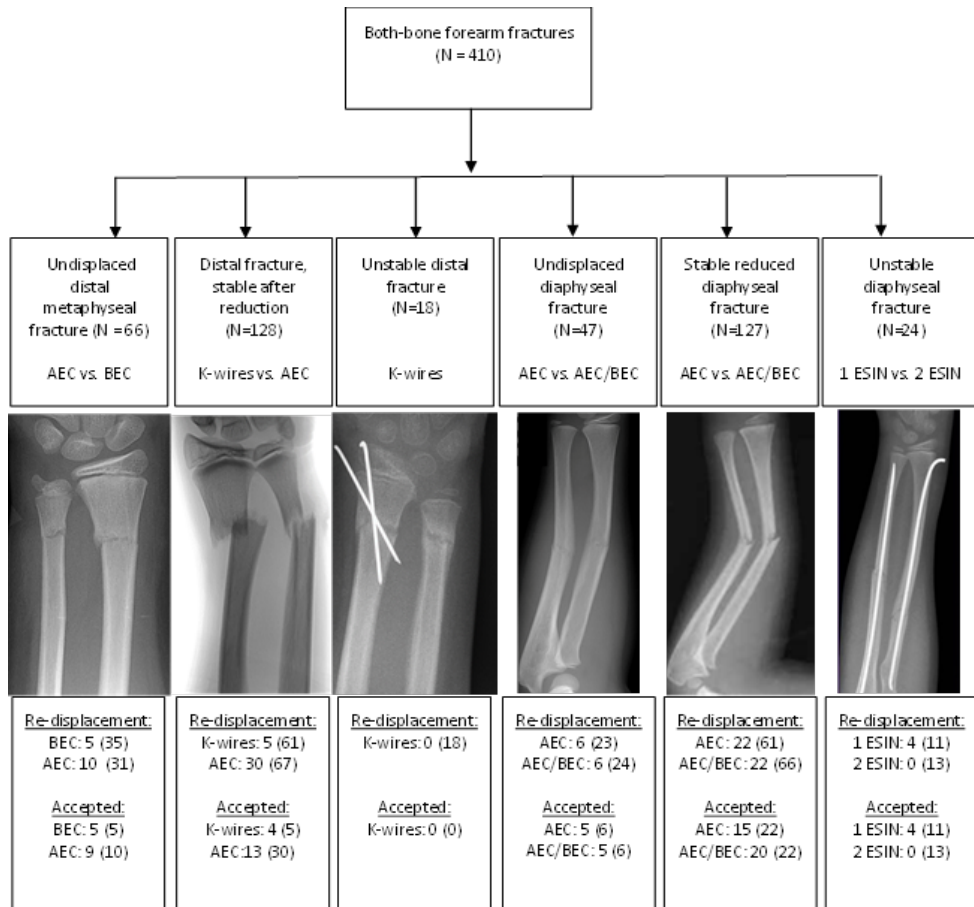 Both-bone forearm fractures
(N = 410)
Undisplaced
distal
metaphyseal
fracture (N =66)
AEC vs. BEC
Distal fracture,
stable after
reduction
(N=128)
K-wires vs. AEC
Unstable distal
fracture
(N=18)
K-wires
Undisplaced
diaphyseal
fracture
(N=47)
AEC vs. AEC/BEC
Stable reduced
diaphyseal
fracture
(N=127)
AEC vs. AEC/BEC
Unstable
diaphyseal
fracture
(N=24)
1 ESIN vs. 2 ESIN
Re-displacement:
BEC: 5 (35)
AEC: 10 (31)
Accepted:
BEC: 5 (5)
AEC: 9 (10)
Re-displacement:
K-wires: 5 (61)
AEC: 30 (67)
Accepted:
K-wires: 4 (5)
AEC:13 (30)
Re-displacement:
K-wires: 0 (18)
Accepted:
K-wires: 0 (0)
Re-displacement:
AEC: 6 (23)
AEC/BEC: 6 (24)
Accepted:
AEC: 5 (6)
AEC/BEC: 5 (6)
Re-displacement:
AEC: 22 (61)
AEC/BEC: 22 (66)
Accepted:
AEC: 15 (22)
AEC/BEC: 20 (22)
Re-displacement:
1 ESIN: 4 (11)
2 ESIN: 0 (13)
Accepted:
1 ESIN: 4 (11)
2 ESIN: 0 (13)